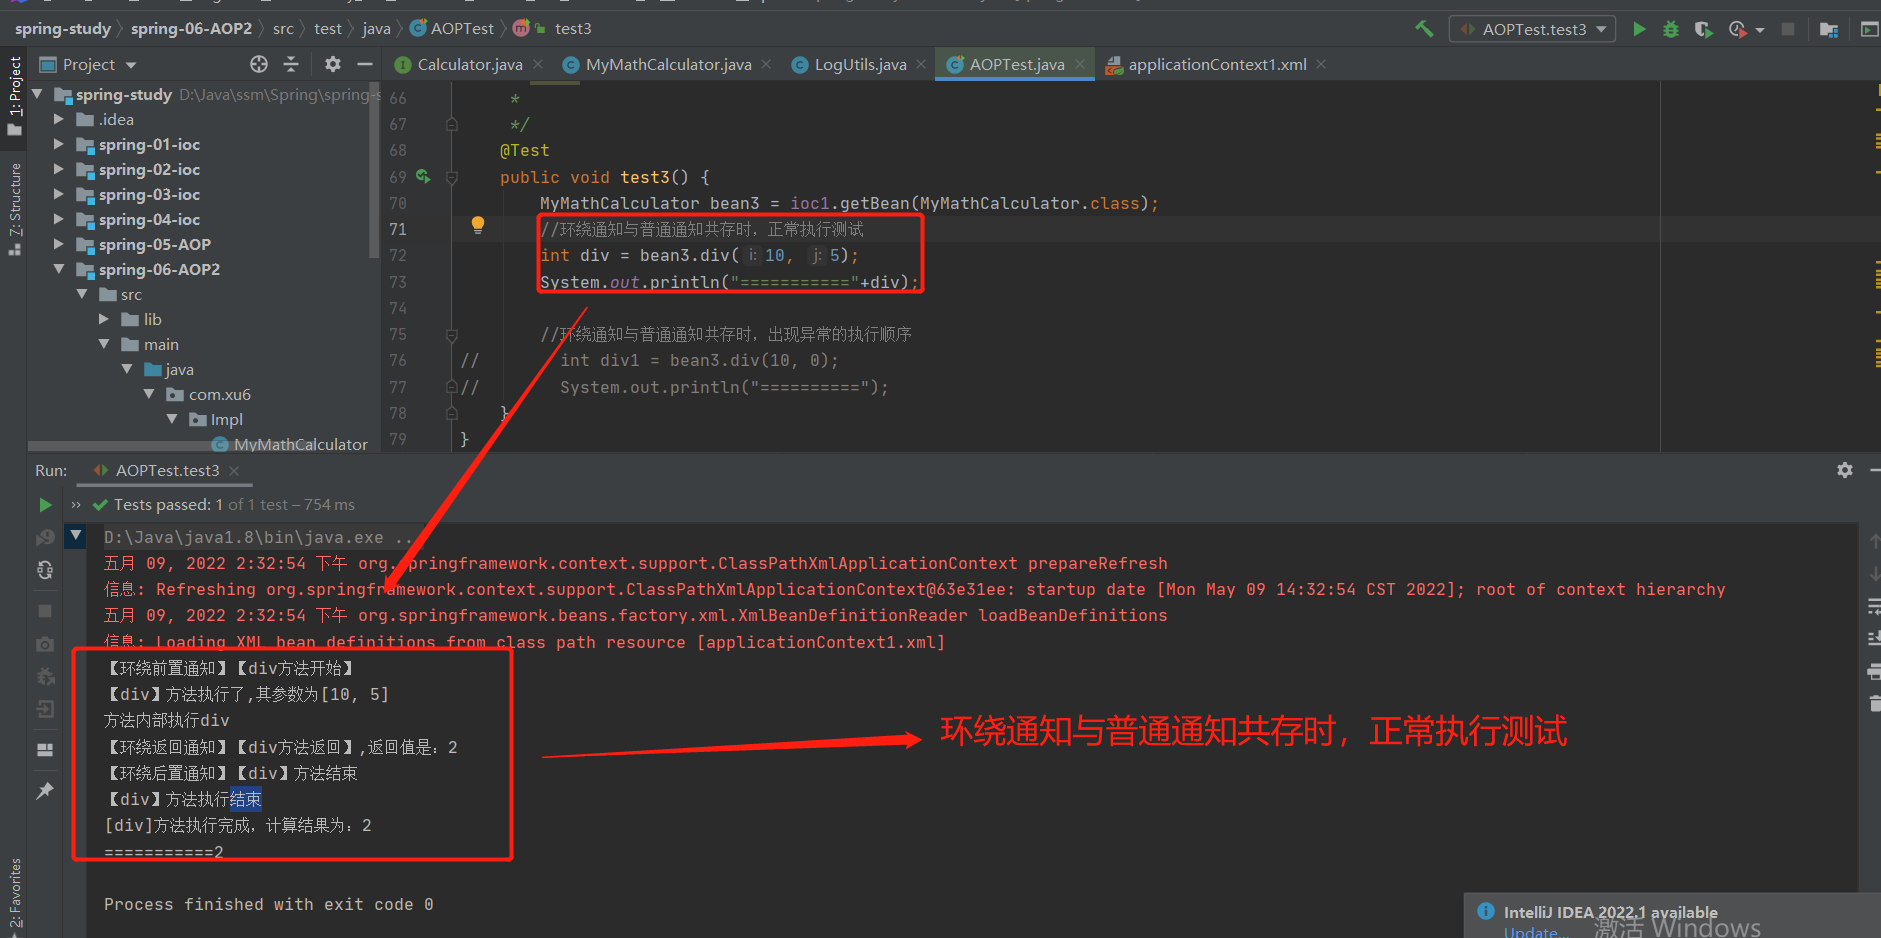 spring-study spring-06-AOP2 src test java AOPTest test3 AOPTest.test3
Project Calculator.java MyMathCalculator.java LogUtils.java AOPTest.java applicationContext1.xml
1: Project
7: Structure
2: Favorites
spring-study D:\Java\ssm\Spring\spring-s
.idea
spring-01-ioc
spring-02-ioc
spring-03-ioc
spring-04-ioc
spring-05-AOP
spring-06-AOP2
src
lib
main
java
com.xu6
Impl
MyMathCalculator
66 *
67 */
68 @Test
69 public void test3() {
70 MyMathCalculator bean3 = ioc1.getBean(MyMathCalculator.class);
71 //环绕通知与普通通知共存时，正常执行测试
72 int div = bean3.div( i: 10, j: 5);
73 System.out.println("==========="+div);
74
75 //环绕通知与普通通知共存时，出现异常的执行顺序
76 // int div1 = bean3.div(10, 0);
77 // System.out.println("==========");
78 }
79 }
Run: AOPTest.test3
Tests passed: 1 of 1 test – 754 ms
D:\Java\java1.8\bin\java.exe ...
五月 09, 2022 2:32:54 下午 org.springframework.context.support.ClassPathXmlApplicationContext prepareRefresh
信息: Refreshing org.springframework.context.support.ClassPathXmlApplicationContext@63e31ee: startup date [Mon May 09 14:32:54 CST 2022]; root of context hierarchy
五月 09, 2022 2:32:54 下午 org.springframework.beans.factory.xml.XmlBeanDefinitionReader loadBeanDefinitions
信息: Loading XML bean definitions from class path resource [applicationContext1.xml]
【环绕前置通知】【div方法开始】
【div】方法执行了,其参数为[10, 5]
方法内部执行div
【环绕返回通知】【div方法返回】,返回值是：2
【环绕后置通知】【div】方法结束
【div】方法执行结束
[div]方法执行完成，计算结果为：2
===========2
环绕通知与普通通知共存时，正常执行测试
Process finished with exit code 0
IntelliJ IDEA 2022.1 available
Update...
激活 Windows